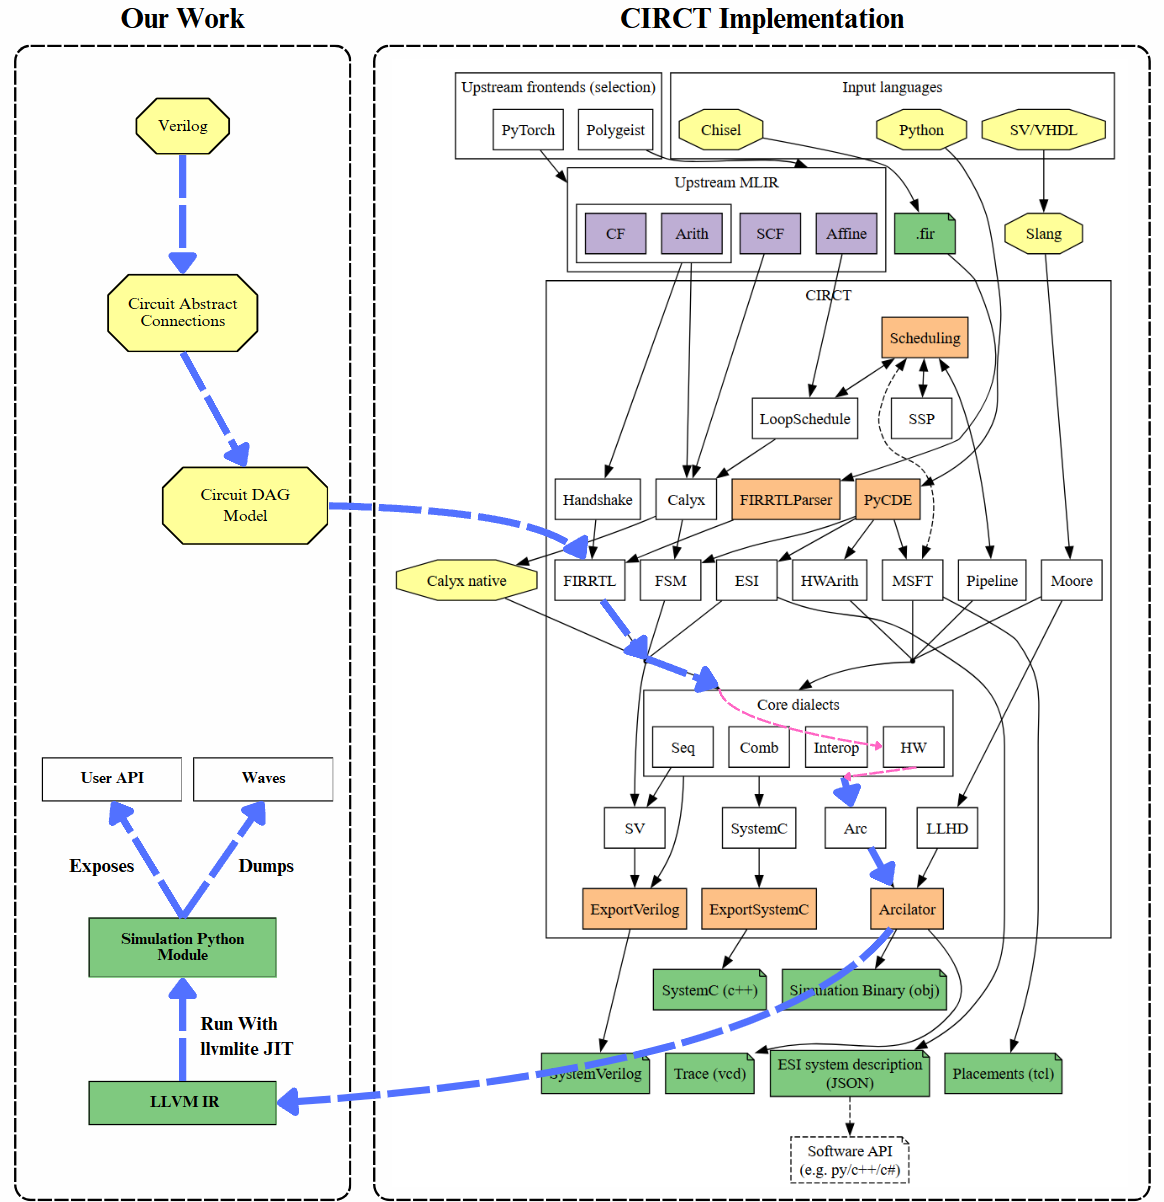 Our Work
CIRCT Implementation
Verilog
Circuit Abstract
Connections
Circuit DAG
Model
User API
Waves
Exposes
Dumps
Simulation Python
Module
Run With
llvmlite JIT
LLVM IR
Upstream frontends (selection)
PyTorch
Polygeist
Input languages
Chisel
Python
SV/VHDL
Upstream MLIR
CF
Arith
SCF
Affine
.fir
Slang
CIRCT
Scheduling
LoopSchedule
SSP
Handshake
Calyx
FIRRTLParser
PyCDE
Calyx native
FIRRTL
FSM
ESI
HWArith
MSFT
Pipeline
Moore
Core dialects
Seq
Comb
Interop
HW
SV
SystemC
Arc
LLHD
ExportVerilog
ExportSystemC
Arcilator
SystemC (c++)
Simulation Binary (obj)
SystemVerilog
Trace (vcd)
ESI system description
(JSON)
Placements (tcl)
Software API
(e.g. py/c++/c#)